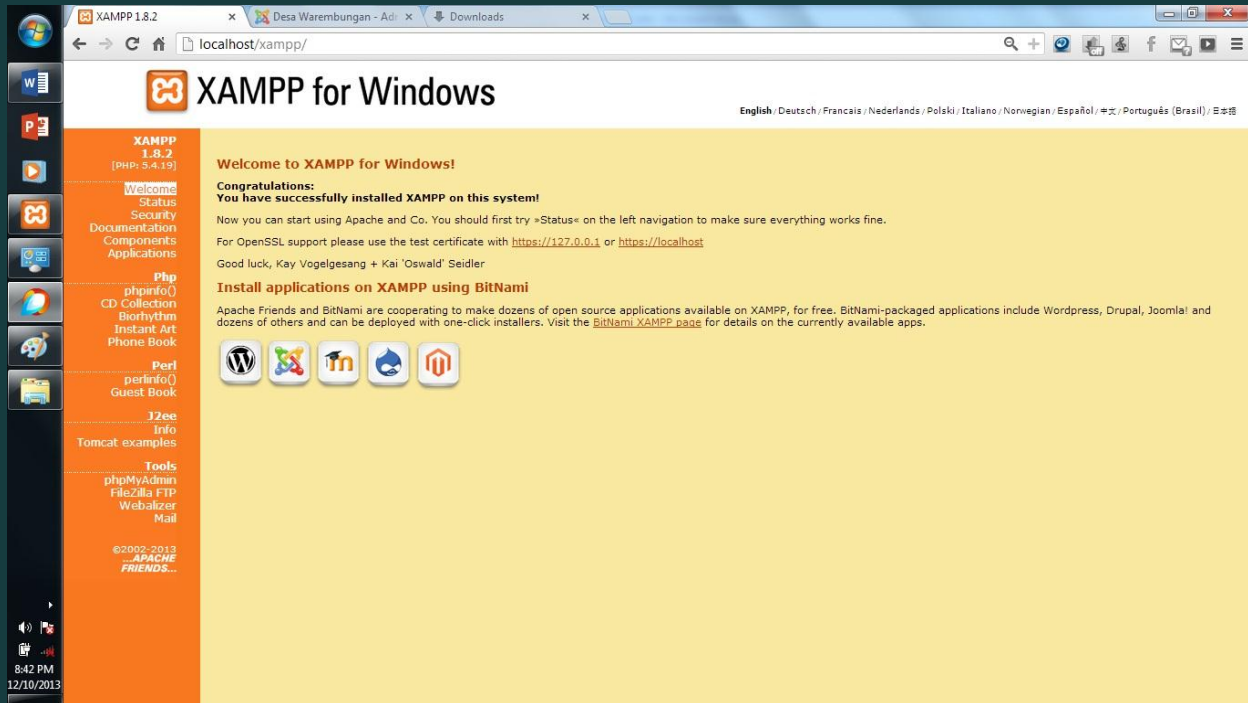 XAMPP 1.8.2
Desa Warembungan - Adr
Downloads
localhost/xampp/
XAMPP for Windows
English / Deutsch / Francais / Nederlands / Polski / Italiano / Norwegian / Español / 中文 / Português (Brasil) / 日本語
XAMPP
1.8.2
[PHP: 5.4.19]
Welcome
Status
Security
Documentation
Components
Applications
Php
phpinfo()
CD Collection
Biorhythm
Instant Art
Phone Book
Perl
perlinfo()
Guest Book
J2ee
Info
Tomcat examples
Tools
phpMyAdmin
FileZilla FTP
Webalizer
Mail
©2002-2013
...APACHE
FRIENDS...
Welcome to XAMPP for Windows!
Congratulations:
You have successfully installed XAMPP on this system!
Now you can start using Apache and Co. You should first try »Status« on the left navigation to make sure everything works fine.
For OpenSSL support please use the test certificate with https://127.0.0.1 or https://localhost
Good luck, Kay Vogelgesang + Kai 'Oswald' Seidler
Install applications on XAMPP using BitNami
Apache Friends and BitNami are cooperating to make dozens of open source applications available on XAMPP, for free. BitNami-packaged applications include Wordpress, Drupal, Joomla! and
dozens of others and can be deployed with one-click installers. Visit the BitNami XAMPP page for details on the currently available apps.
8:42 PM
12/10/2013